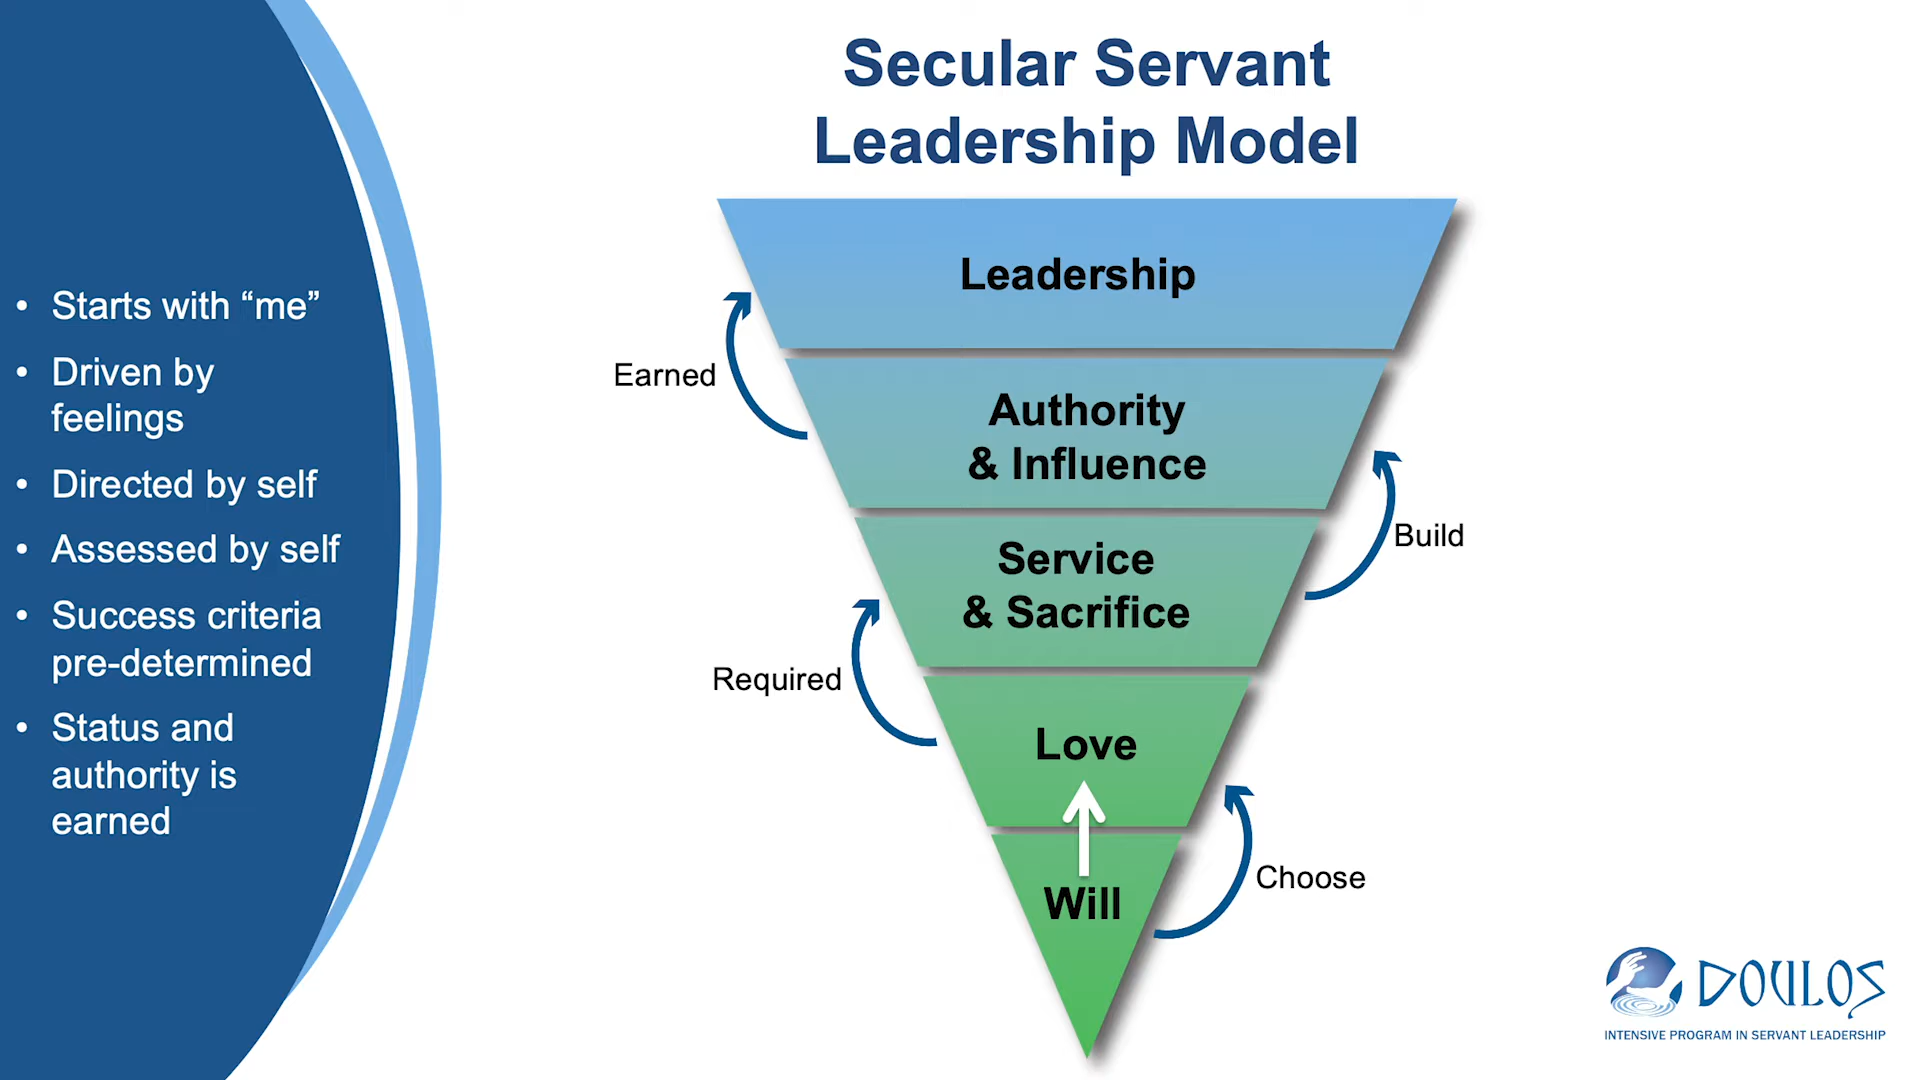 Secular Servant
Leadership Model
• Starts with “me”
• Driven by
feelings
• Directed by self
• Assessed by self
• Success criteria
pre-determined
• Status and
authority is
earned
Leadership
Earned
Authority
& Influence
Build
Service
& Sacrifice
Required
Love
Choose
Will
DOULOS
INTENSIVE PROGRAM IN SERVANT LEADERSHIP